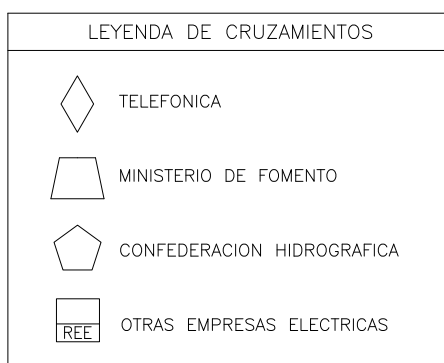 LEYENDA DE CRUZAMIENTOS
TELEFONICA
MINISTERIO DE FOMENTO
CONFEDERACION HIDROGRAFICA
REE OTRAS EMPRESAS ELECTRICAS